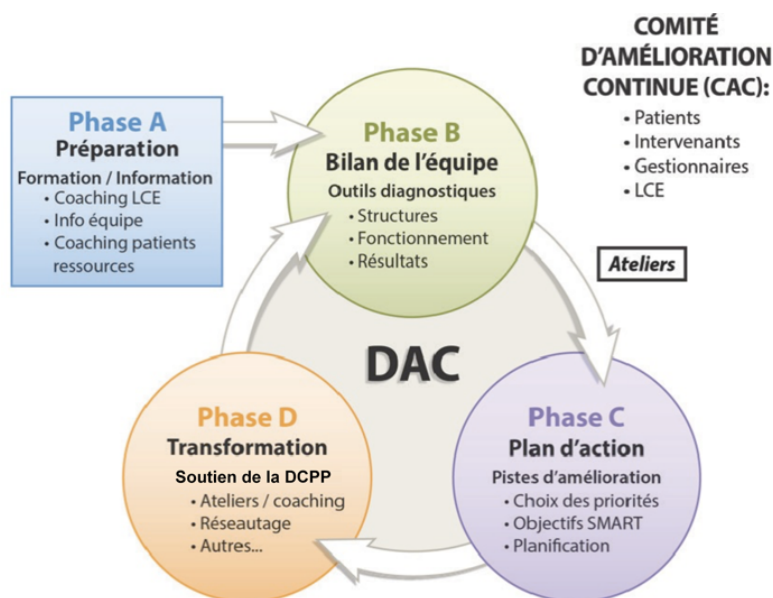 COMITÉ
D'AMÉLIORATION
CONTINUE (CAC):
• Patients
• Intervenants
• Gestionnaires
• LCE
Phase A
Préparation
Formation / Information
• Coaching LCE
• Info équipe
• Coaching patients
ressources
Phase B
Bilan de l'équipe
Outils diagnostiques
• Structures
• Fonctionnement
• Résultats
Ateliers
DAC
Phase D
Transformation
Soutien de la DCPP
• Ateliers / coaching
• Réseautage
• Autres...
Phase C
Plan d'action
Pistes d'amélioration
• Choix des priorités
• Objectifs SMART
• Planification